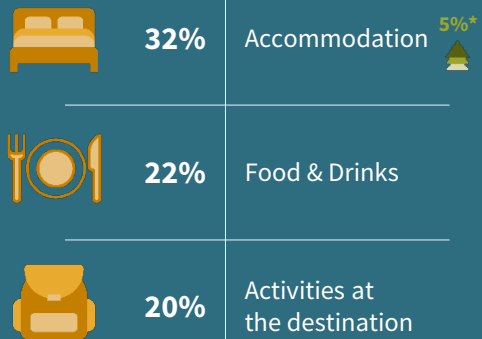 32% Accommodation 5%*
22% Food & Drinks
20% Activities at
the destination